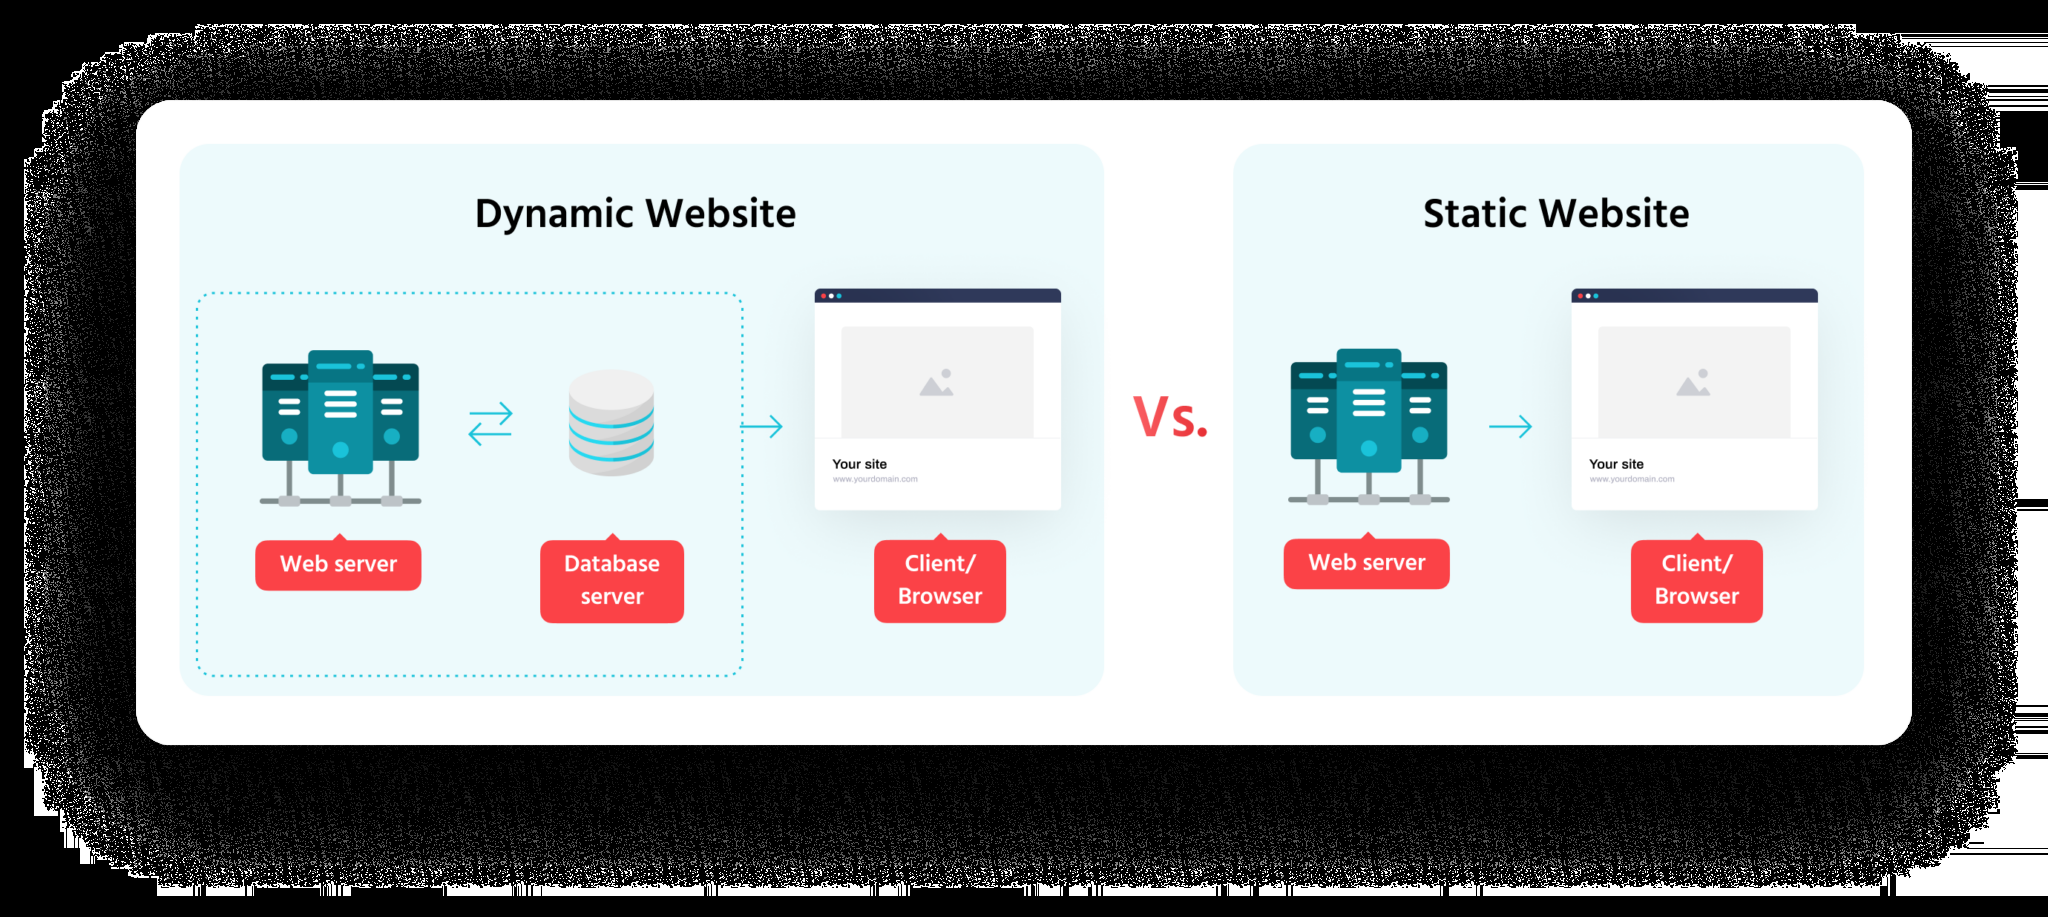 Dynamic Website
Web server
Database
server
Your site
www.yourdomain.com
Client/
Browser
Vs.
Static Website
Web server
Your site
www.yourdomain.com
Client/
Browser